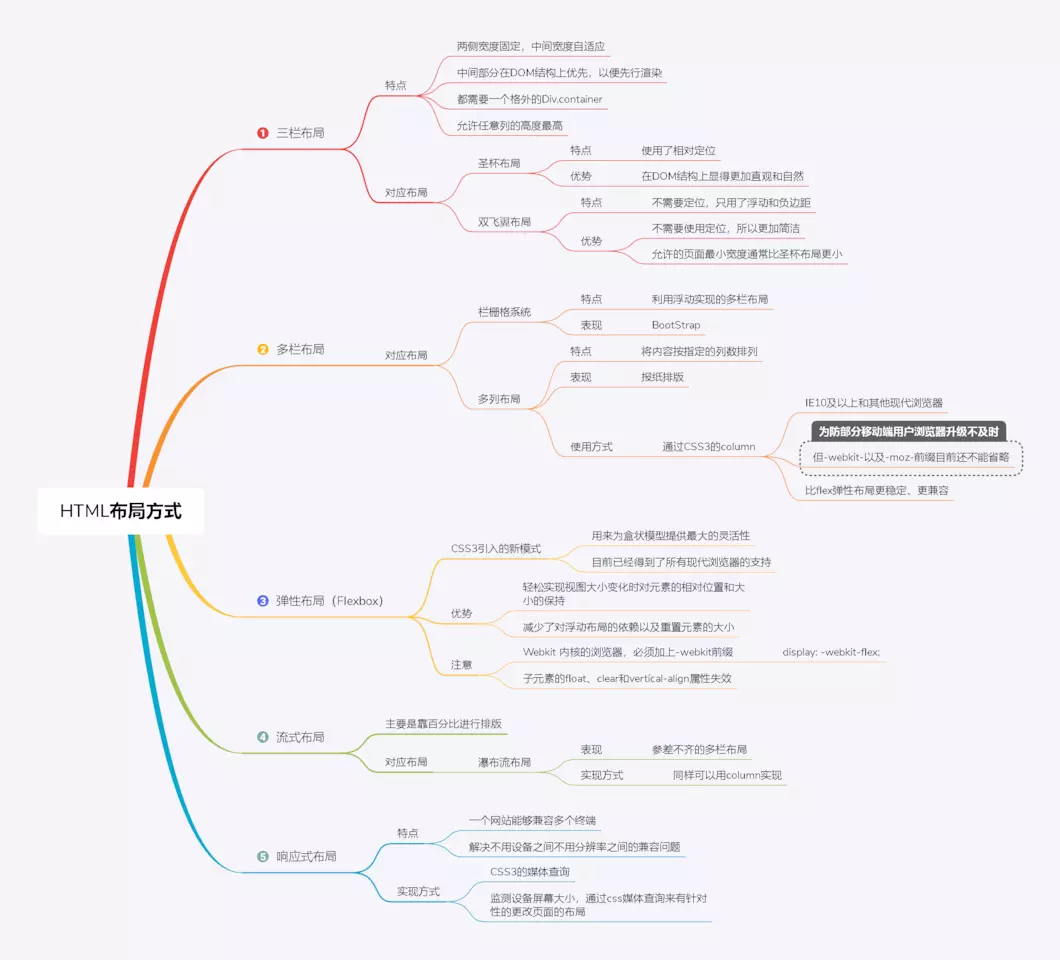 HTML布局方式
1 三栏布局
特点
两侧宽度固定，中间宽度自适应
中间部分在DOM结构上优先，以便先行渲染
都需要一个格外的Div.container
允许任意列的高度最高
对应布局
圣杯布局
特点
使用了相对定位
优势
在DOM结构上显得更加直观和自然
双飞翼布局
特点
不需要定位，只用了浮动和负边距
优势
不需要使用定位，所以更加简洁
允许的页面最小宽度通常比圣杯布局更小
2 多栏布局
对应布局
栏栅格系统
特点
利用浮动实现的多栏布局
表现
BootStrap
多列布局
特点
将内容按指定的列数排列
表现
报纸排版
使用方式
通过CSS3的column
IE10及以上和其他现代浏览器
为防部分移动端用户浏览器升级不及时
但-webkit-以及-moz-前缀目前还不能省略
比flex弹性布局更稳定、更兼容
3 弹性布局（Flexbox）
CSS3引入的新模式
用来为盒状模型提供最大的灵活性
目前已经得到了所有现代浏览器的支持
优势
轻松实现视图大小变化时对元素的相对位置和大
小的保持
减少了对浮动布局的依赖以及重置元素的大小
注意
Webkit 内核的浏览器，必须加上-webkit前缀
display: -webkit-flex;
子元素的float、clear和vertical-align属性失效
4 流式布局
主要是靠百分比进行排版
对应布局
瀑布流布局
表现
参差不齐的多栏布局
实现方式
同样可以用column实现
5 响应式布局
特点
一个网站能够兼容多个终端
解决不用设备之间不用分辨率之间的兼容问题
实现方式
CSS3的媒体查询
监测设备屏幕大小，通过css媒体查询来有针对
性的更改页面的布局